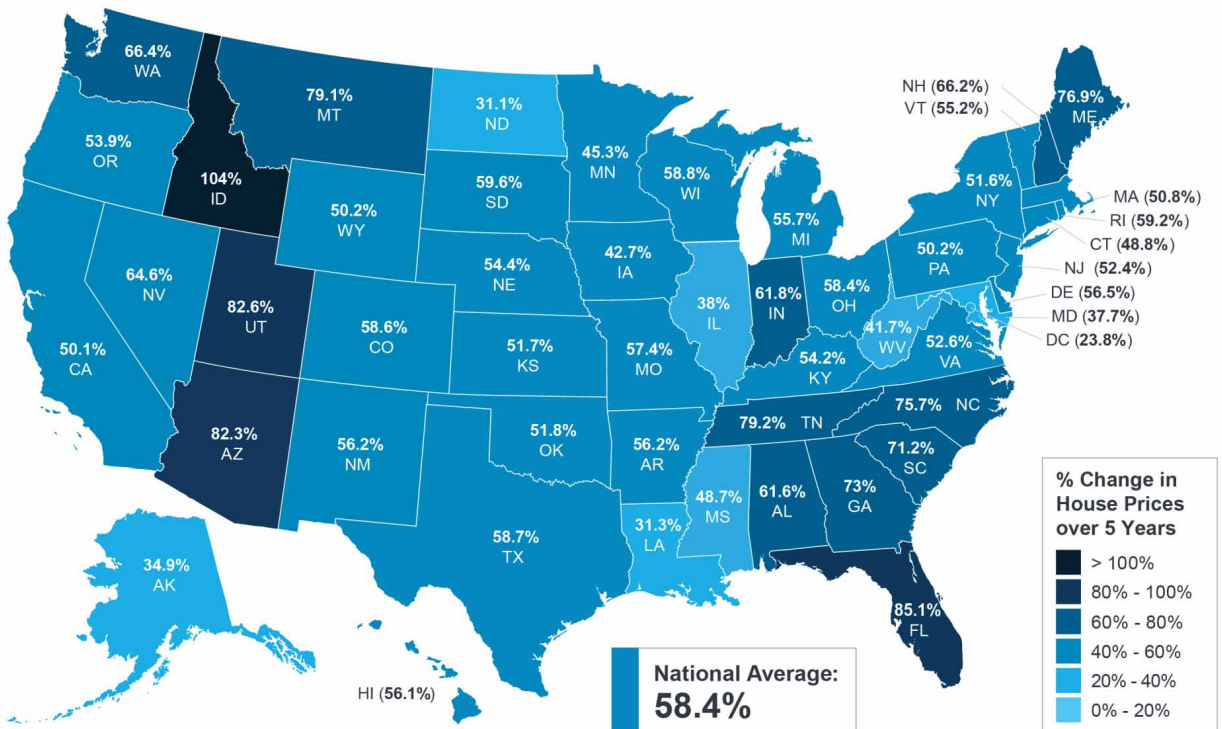 66.4%
WA
79.1%
MT
31.1%
ND
45.3%
MN
NH (66.2%)
VT (55.2%)
76.9%
ME
53.9%
OR
104%
ID
50.2%
WY
59.6%
SD
58.8%
WI
55.7%
MI
51.6%
NY
MA (50.8%)
RI (59.2%)
CT (48.8%)
NJ (52.4%)
DE (56.5%)
MD (37.7%)
DC (23.8%)
64.6%
NV
82.6%
UT
58.6%
CO
54.4%
NE
42.7%
IA
38%
IL
61.8%
IN
58.4%
OH
50.2%
PA
41.7%
WV
52.6%
VA
50.1%
CA
51.7%
KS
57.4%
MO
54.2%
KY
79.2% TN
75.7% NC
71.2%
SC
82.3%
AZ
56.2%
NM
51.8%
OK
56.2%
AR
48.7%
MS
61.6%
AL
73%
GA
58.7%
TX
31.3%
LA
85.1%
FL
34.9%
AK
HI (56.1%)
National Average:
58.4%
% Change in
House Prices
over 5 Years
> 100%
80% - 100%
60% - 80%
40% - 60%
20% - 40%
0% - 20%